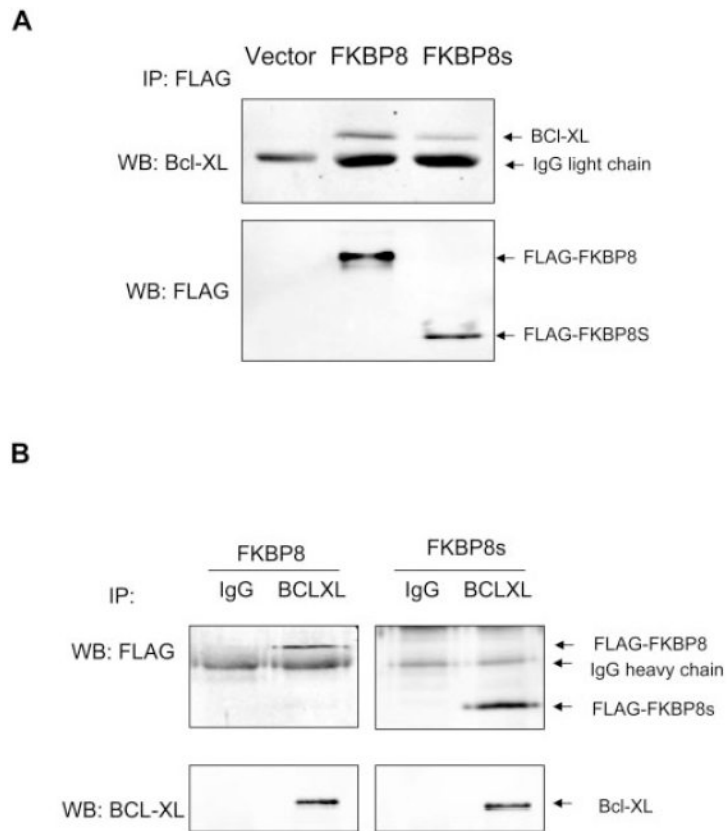 A
Vector FKBP8 FKBP8s
IP: FLAG
BCl-XL
WB: Bcl-XL
IgG light chain
FLAG-FKBP8
WB: FLAG
FLAG-FKBP8S
B
FKBP8 FKBP8s
IP: IgG BCLXL IgG BCLXL
WB: FLAG
FLAG-FKBP8
IgG heavy chain
FLAG-FKBP8s
WB: BCL-XL
Bcl-XL